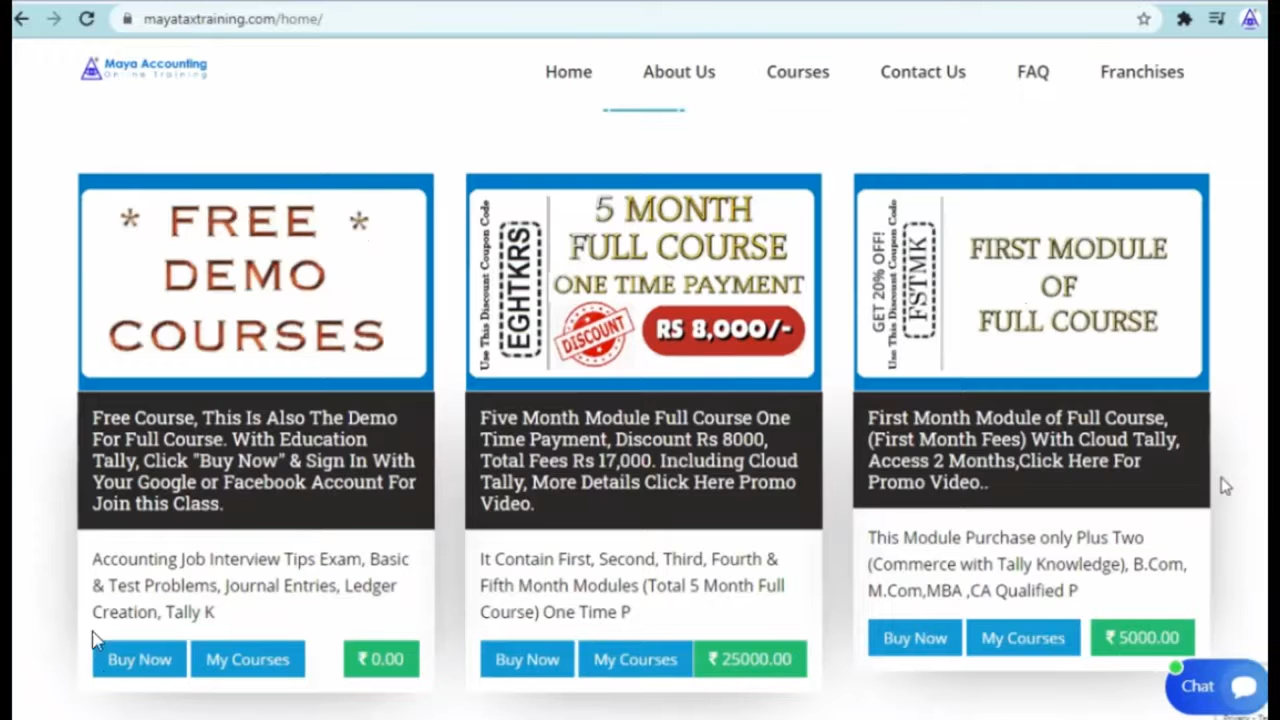 mayataxtraining.com/home/
Maya Accounting
Online Training
Home About Us Courses Contact Us FAQ Franchises
* FREE *
DEMO
COURSES
Free Course, This Is Also The Demo
For Full Course. With Education
Tally, Click "Buy Now" & Sign In With
Your Google or Facebook Account For
Join this Class.
Accounting Job Interview Tips Exam, Basic
& Test Problems, Journal Entries, Ledger
Creation, Tally K
Buy Now My Courses ₹ 0.00
Use This Discount Coupon Code
EGHTKRS
5 MONTH
FULL COURSE
ONE TIME PAYMENT
DISCOUNT
RS 8,000/-
Five Month Module Full Course One
Time Payment, Discount Rs 8000,
Total Fees Rs 17,000. Including Cloud
Tally, More Details Click Here Promo
Video.
It Contain First, Second, Third, Fourth &
Fifth Month Modules (Total 5 Month Full
Course) One Time P
Buy Now My Courses ₹ 25000.00
GET 20% OFF!
Use This Discount Coupon Code
FSTMK
FIRST MODULE
OF
FULL COURSE
First Month Module of Full Course,
(First Month Fees) With Cloud Tally,
Access 2 Months,Click Here For
Promo Video..
This Module Purchase only Plus Two
(Commerce with Tally Knowledge), B.Com,
M.Com,MBA ,CA Qualified P
Buy Now My Courses ₹ 5000.00
Chat